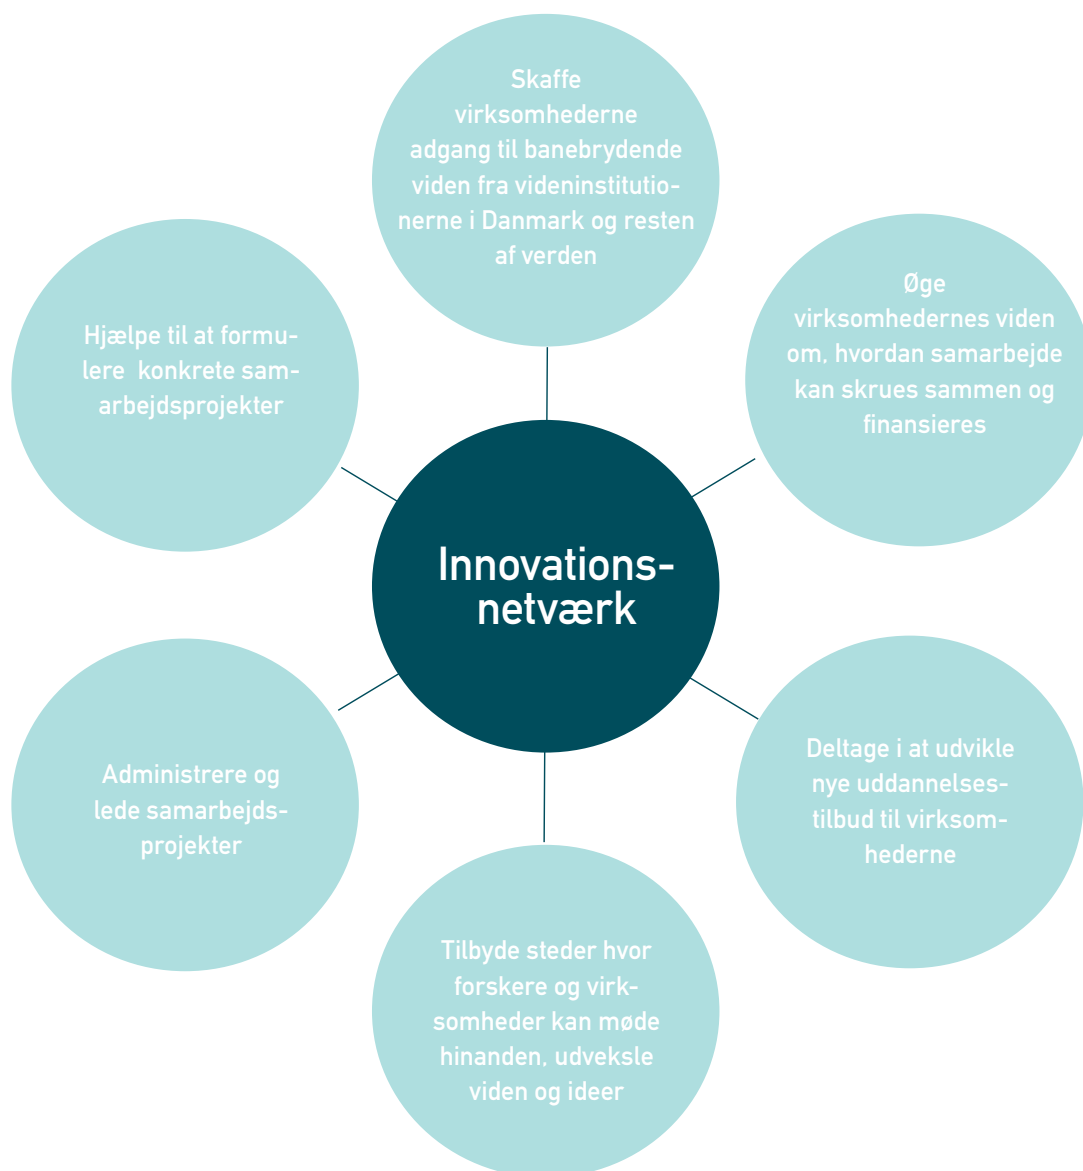 Skaffe
virksomhederne
adgang til banebrydende
viden fra videninstitutio-
nerne i Danmark og resten
af verden
Øge
virksomhedernes viden
om, hvordan samarbejde
kan skrues sammen og
finansieres
Hjælpe til at formu-
lere konkrete sam-
arbejdsprojekter
Innovations-
netværk
Administrere og
lede samarbejds-
projekter
Deltage i at udvikle
nye uddannelses-
tilbud til virksom-
hederne
Tilbyde steder hvor
forskere og virk-
somheder kan møde
hinanden, udveksle
viden og ideer